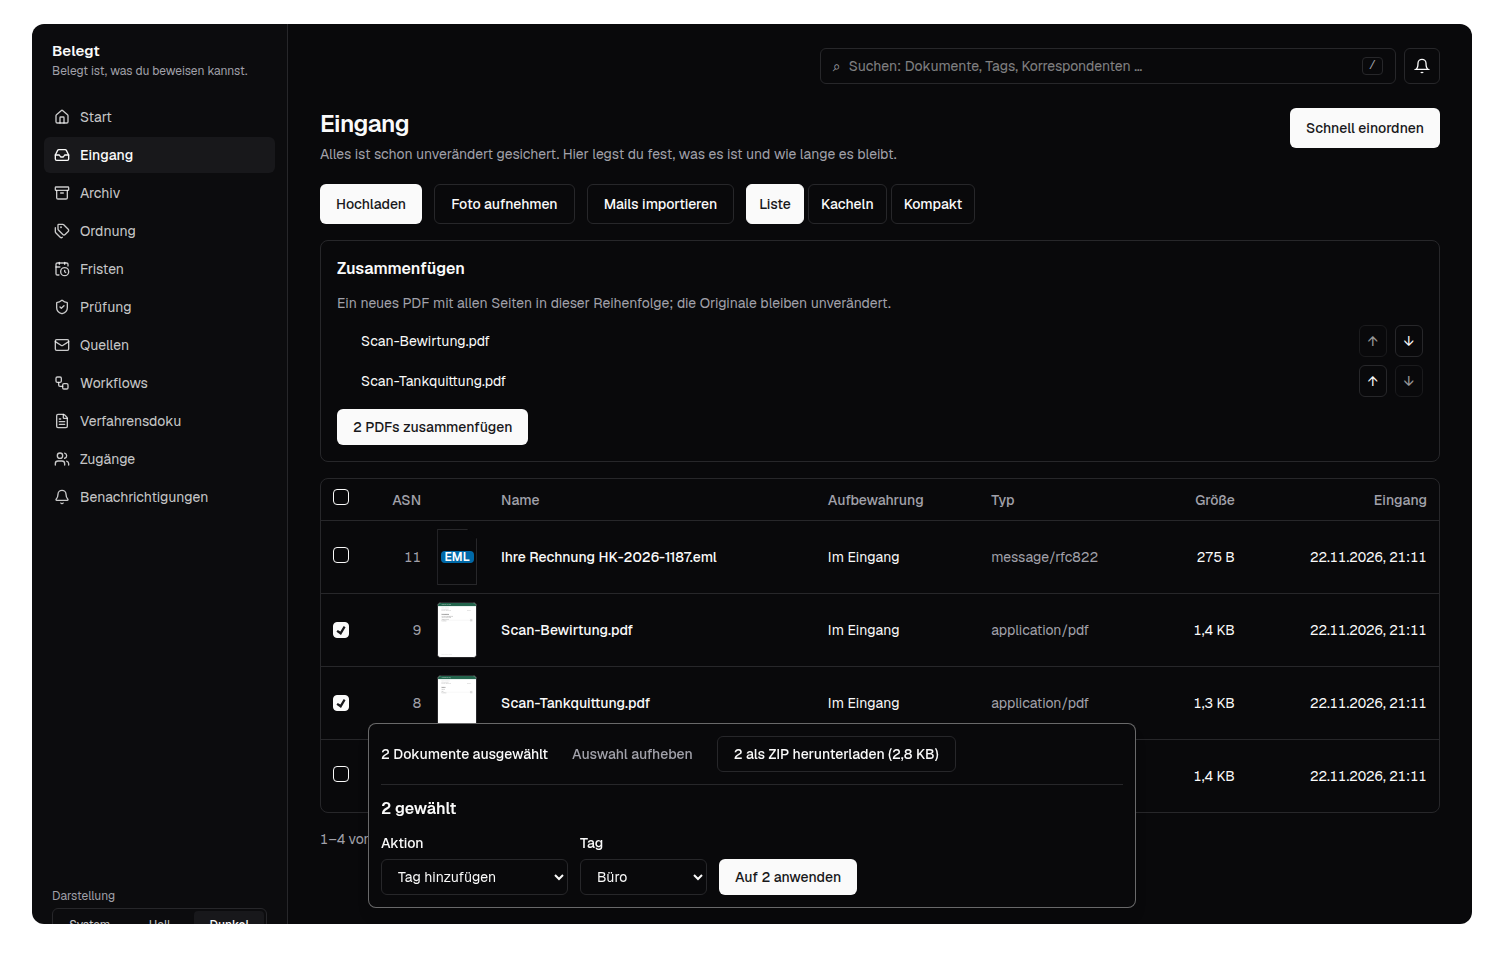 Belegt
Belegt ist, was du beweisen kannst.
Start
Eingang
Archiv
Ordnung
Fristen
Prüfung
Quellen
Workflows
Verfahrensdoku
Zugänge
Benachrichtigungen
Darstellung
System Hell Dunkel
Suchen: Dokumente, Tags, Korrespondenten … /
Eingang
Schnell einordnen
Alles ist schon unverändert gesichert. Hier legst du fest, was es ist und wie lange es bleibt.
Hochladen Foto aufnehmen Mails importieren Liste Kacheln Kompakt
Zusammenfügen
Ein neues PDF mit allen Seiten in dieser Reihenfolge; die Originale bleiben unverändert.
Scan-Bewirtung.pdf ↑ ↓
Scan-Tankquittung.pdf ↑ ↓
2 PDFs zusammenfügen
ASN Name Aufbewahrung Typ Größe Eingang
11 EML Ihre Rechnung HK-2026-1187.eml Im Eingang message/rfc822 275 B 22.11.2026, 21:11
9 Scan-Bewirtung.pdf Im Eingang application/pdf 1,4 KB 22.11.2026, 21:11
8 Scan-Tankquittung.pdf Im Eingang application/pdf 1,3 KB 22.11.2026, 21:11
1,4 KB 22.11.2026, 21:11
1–4 von
2 Dokumente ausgewählt Auswahl aufheben 2 als ZIP herunterladen (2,8 KB)
2 gewählt
Aktion Tag
Tag hinzufügen Büro Auf 2 anwenden